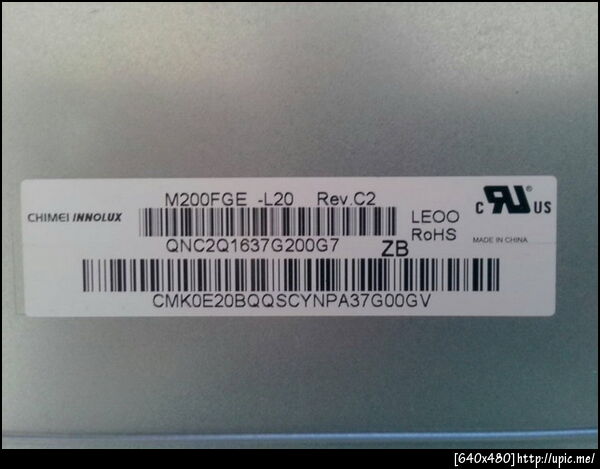 M200FGE -L20 Rev.C2
CHIMEI INNOLUX
LEOO
RoHS
C RU ® US
QNC2Q1637G200G7 ZB
MADE IN CHINA
CMK0E20BQQSCYNPA37G00GV
[640x480]http://upic.me/